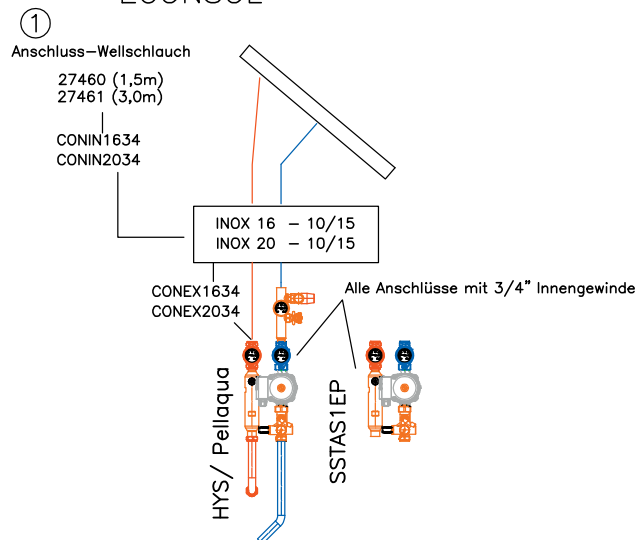 ①
Anschluss-Wellschlauch
27460 (1,5m)
27461 (3,0m)
CONIN1634
CONIN2034
INOX 16 - 10/15
INOX 20 - 10/15
CONEX1634
CONEX2034
Alle Anschlüsse mit 3/4" Innengewinde
HYS/ Pellaqua
SSTAS1EP